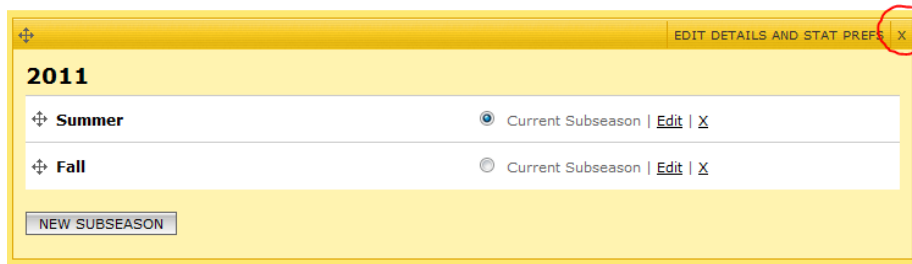 EDIT DETAILS AND STAT PREFS X
2011
Summer Current Subseason | Edit | X
Fall Current Subseason | Edit | X
NEW SUBSEASON